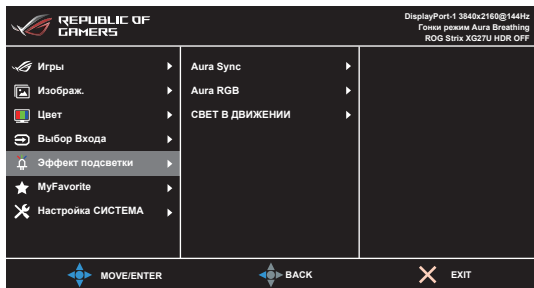 REPUBLIC OF
GAMERS
DisplayPort-1 3840x2160@144Hz
Гонки режим Aura Breathing
ROG Strix XG27U HDR OFF
Игры
Изображ.
Цвет
Выбор Входа
Эффект подсветки
MyFavorite
Настройка СИСТЕМА
Aura Sync
Aura RGB
СВЕТ В ДВИЖЕНИИ
MOVE/ENTER
BACK
EXIT